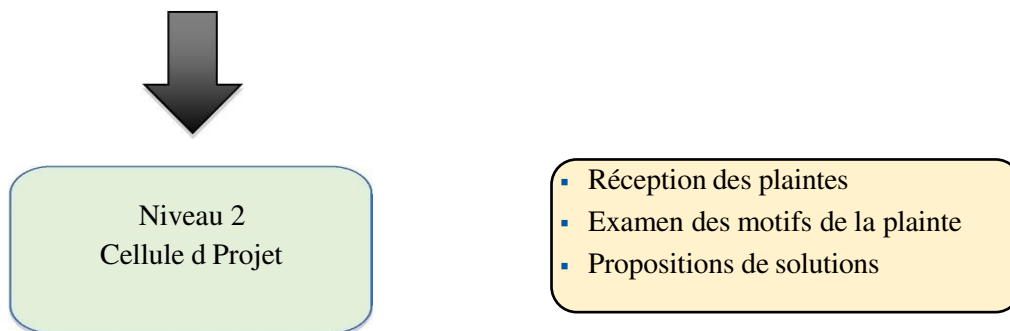 Niveau 2
Cellule d Projet
▪ Réception des plaintes
▪ Examen des motifs de la plainte
▪ Propositions de solutions